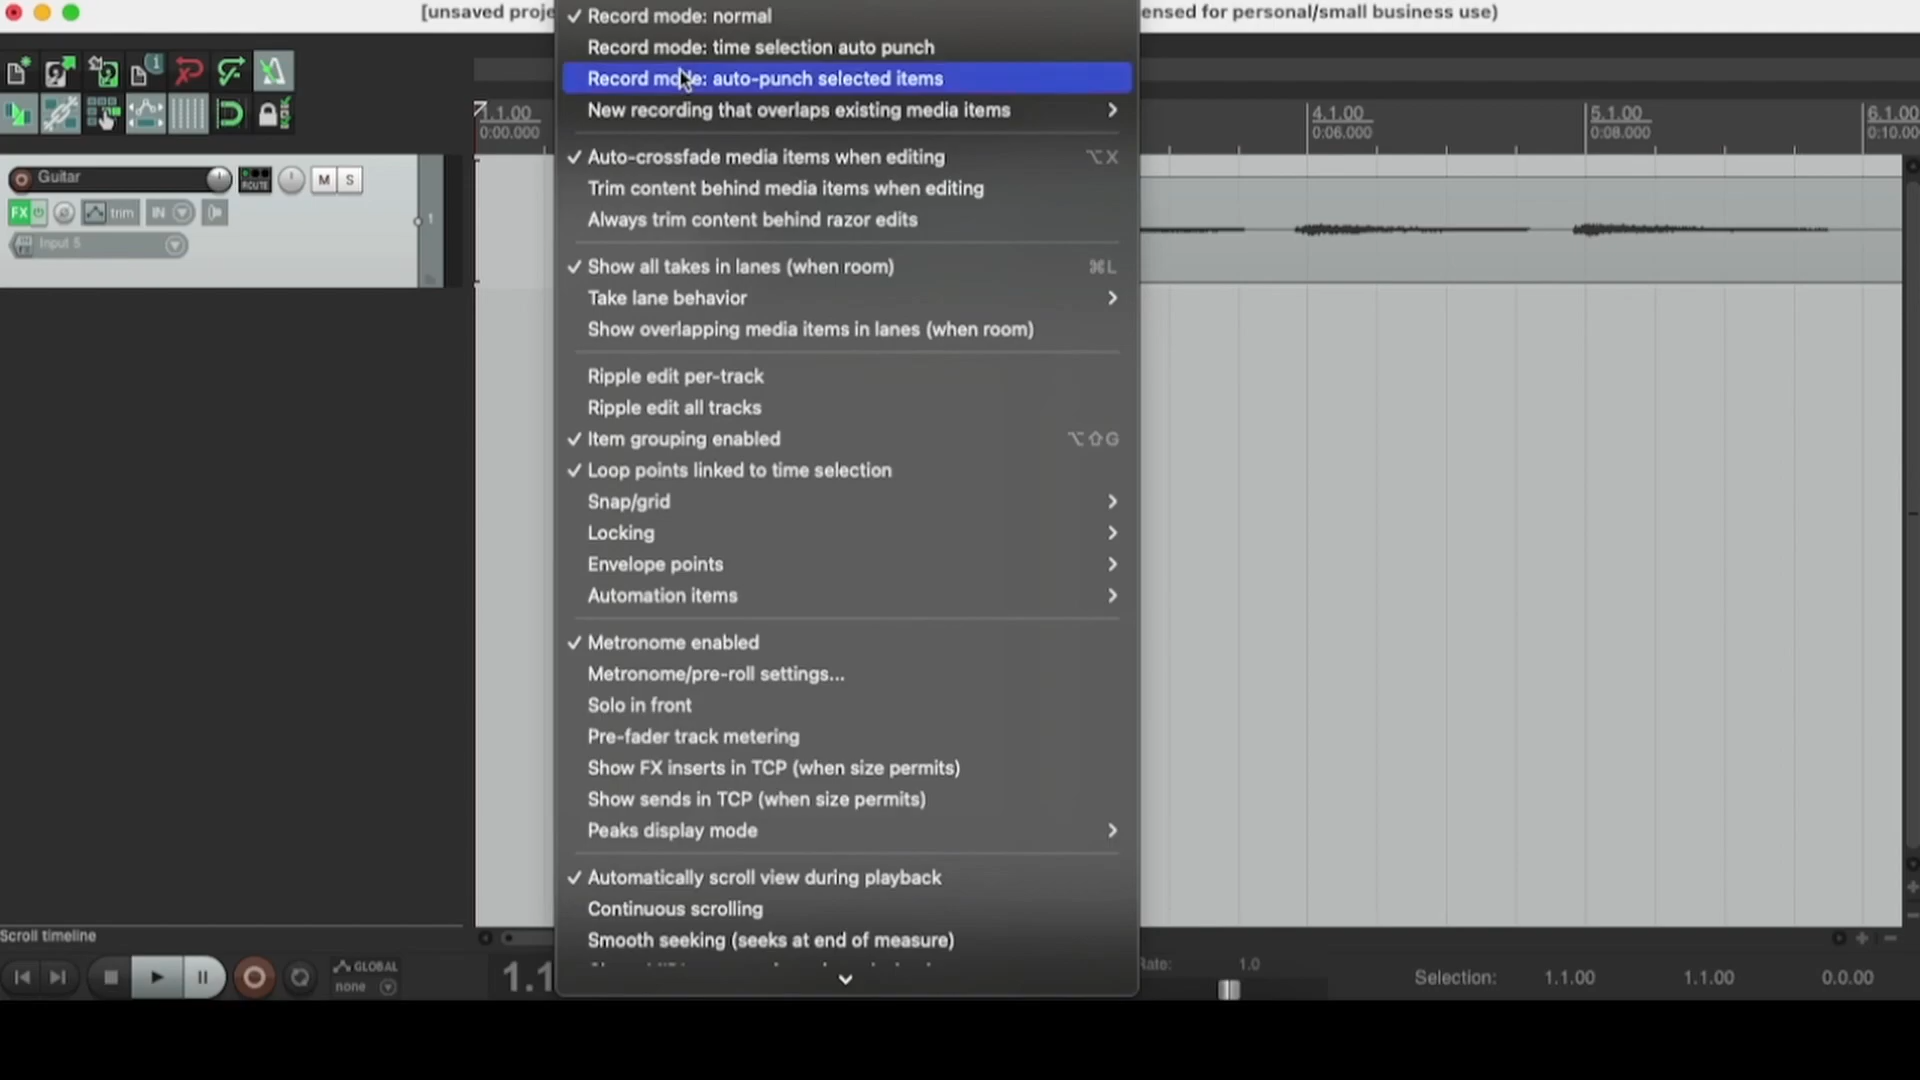 [unsaved proje
ensed for personal/small business use)
Record mode: normal
Record mode: time selection auto punch
Record mode: auto-punch selected items
New recording that overlaps existing media items
Auto-crossfade media items when editing ⌥X
Trim content behind media items when editing
Always trim content behind razor edits
Show all takes in lanes (when room) ⌘L
Take lane behavior
Show overlapping media items in lanes (when room)
Ripple edit per-track
Ripple edit all tracks
Item grouping enabled ⌥⇧G
Loop points linked to time selection
Snap/grid
Locking
Envelope points
Automation items
Metronome enabled
Metronome/pre-roll settings...
Solo in front
Pre-fader track metering
Show FX inserts in TCP (when size permits)
Show sends in TCP (when size permits)
Peaks display mode
Automatically scroll view during playback
Continuous scrolling
Smooth seeking (seeks at end of measure)
1.1.00
0:00.000
4.1.00
0:06.000
5.1.00
0:08.000
6.1.00
0:10.00
Guitar
ROUTE
M S
FX
trim
IN
Input 5
1
Scroll timeline
GLOBAL
none
1.1
Rate:
1.0
Selection: 1.1.00 1.1.00 0.0.00